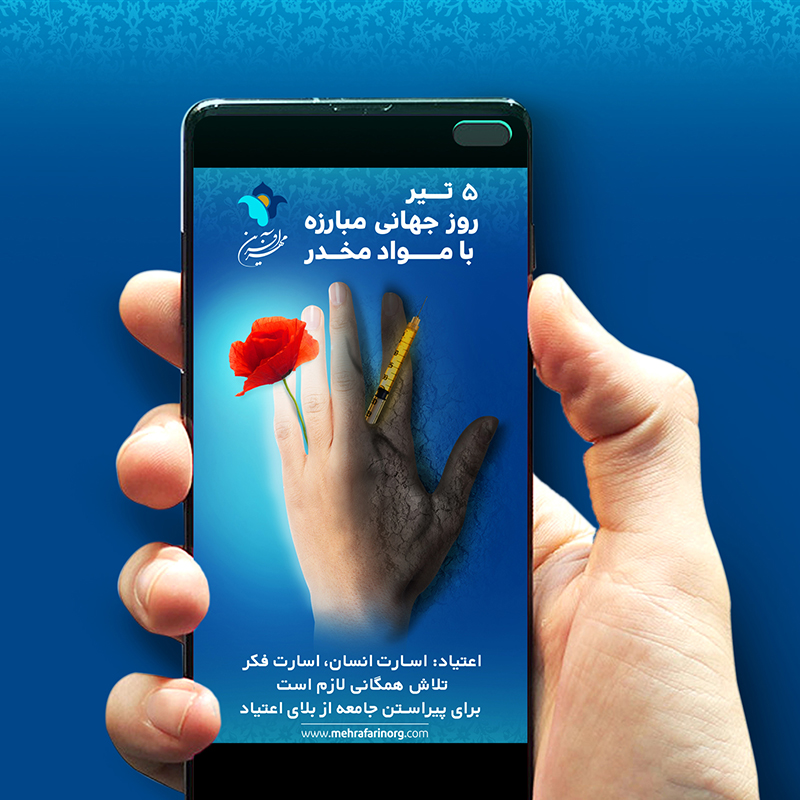 ۵ تیر
روز جهانی مبارزه
با مواد مخدر
مهرآفرین
اعتیاد: اسارت انسان، اسارت فکر
تلاش همگانی لازم است
برای پیراستن جامعه از بلای اعتیاد
www.mehrafarinorg.com